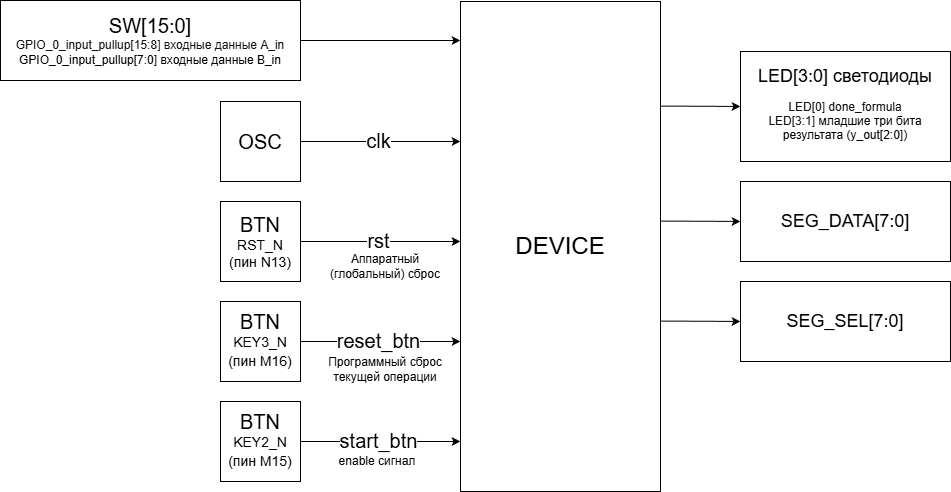 SW[15:0]
GPIO_0_input_pullup[15:8] входные данные A_in
GPIO_0_input_pullup[7:0] входные данные B_in
OSC
clk
BTN
RST_N
(пин N13)
rst
Аппаратный
(глобальный) сброс
BTN
KEY3_N
(пин M16)
reset_btn
Программный сброс
текущей операции
BTN
KEY2_N
(пин M15)
start_btn
enable сигнал
DEVICE
LED[3:0] светодиоды
LED[0] done_formula
LED[3:1] младшие три бита
результата (y_out[2:0])
SEG_DATA[7:0]
SEG_SEL[7:0]